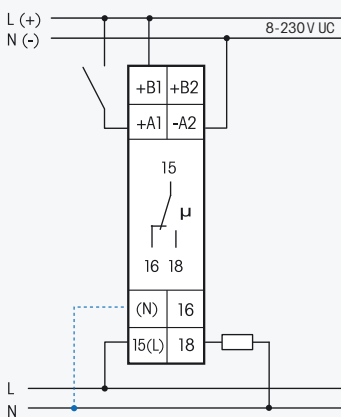 L (+)
8-230 V UC
N (-)
+B1 +B2
+A1 -A2
15
µ
16 18
(N) 16
15(L) 18
L
N